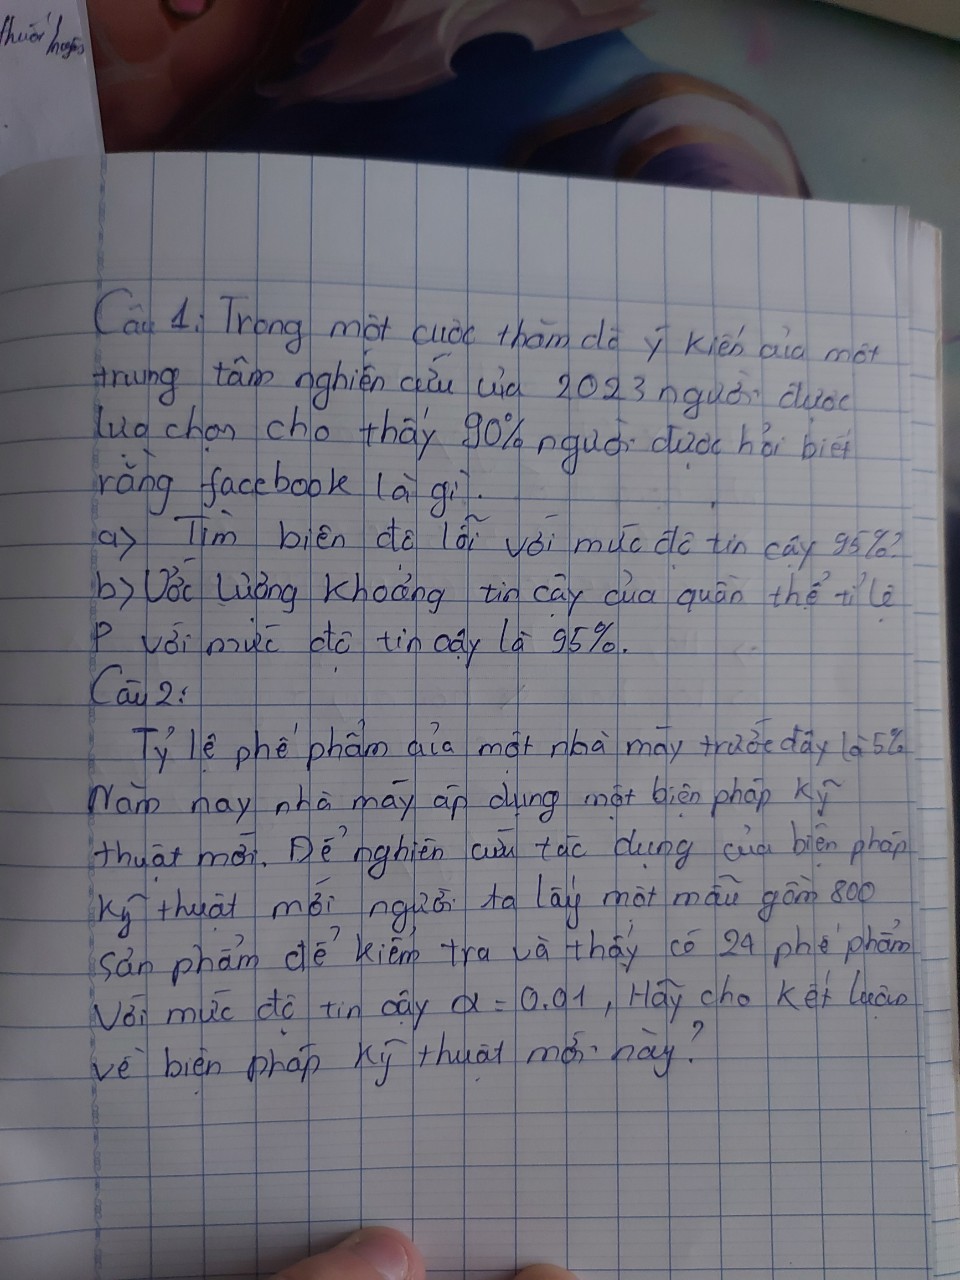 thuốc
Câu 1: Trong một cuộc thăm dò ý kiến của một
trung tâm nghiên cứu của 2023 người được
lựa chọn cho thấy 90% người được hỏi biết
rằng facebook là gì.
a> Tìm biên độ lỗi với mức độ tin cậy 95%?
b> Ước lượng khoảng tin cậy của quần thể tỉ lệ
P với mức độ tin cậy là 95%.
Câu 2:
Tỷ lệ phế phẩm của một nhà máy trước đây là 5%
Năm nay nhà máy áp dụng một biện pháp kỹ
thuật mới. Để nghiên cứu tác dụng của biện pháp
kỹ thuật mới người ta lấy một mẫu gồm 800
sản phẩm để kiểm tra và thấy có 24 phế phẩm
Với mức độ tin cậy α = 0.01, Hãy cho kết luận
về biện pháp kỹ thuật mới này?